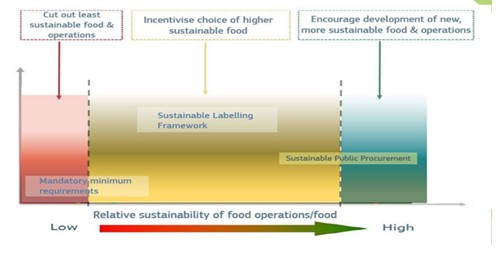 Cut out least
sustainable food &
operations
Incentivise choice of higher
sustainable food
Encourage development of new,
more sustainable food & operations
Sustainable Labelling
Framework
Sustainable Public Procurement
Mandatory minimum
requirements
Relative sustainability of food operations/food
Low
High